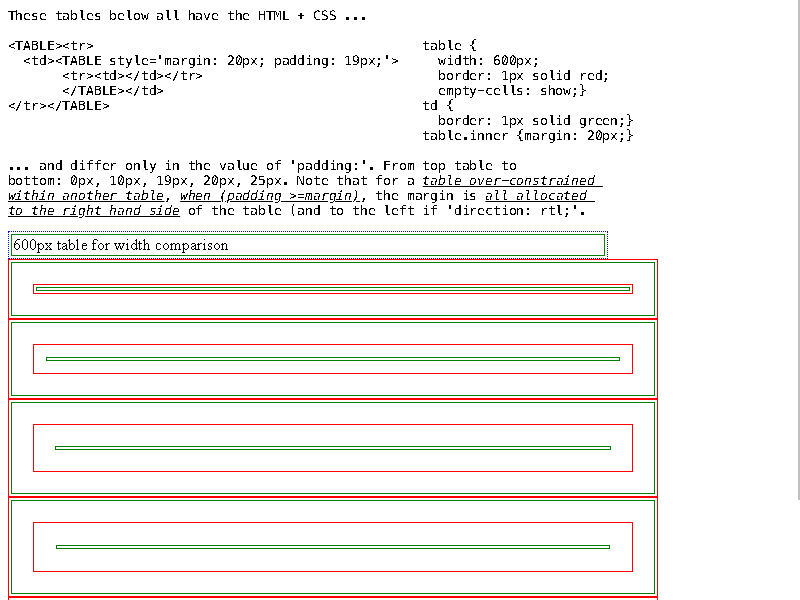 These tables below all have the HTML + CSS ...
<TABLE><tr>
<td><TABLE style='margin: 20px; padding: 19px;'>
<tr><td></td></tr>
</TABLE></td>
</tr></TABLE>
table {
width: 600px;
border: 1px solid red;
empty-cells: show;}
td {
border: 1px solid green;}
table.inner {margin: 20px;}
... and differ only in the value of 'padding:'. From top table to
bottom: 0px, 10px, 19px, 20px, 25px. Note that for a table over-constrained
within another table, when (padding >=margin), the margin is all allocated
to the right hand side of the table (and to the left if 'direction: rtl;'.
600px table for width comparison